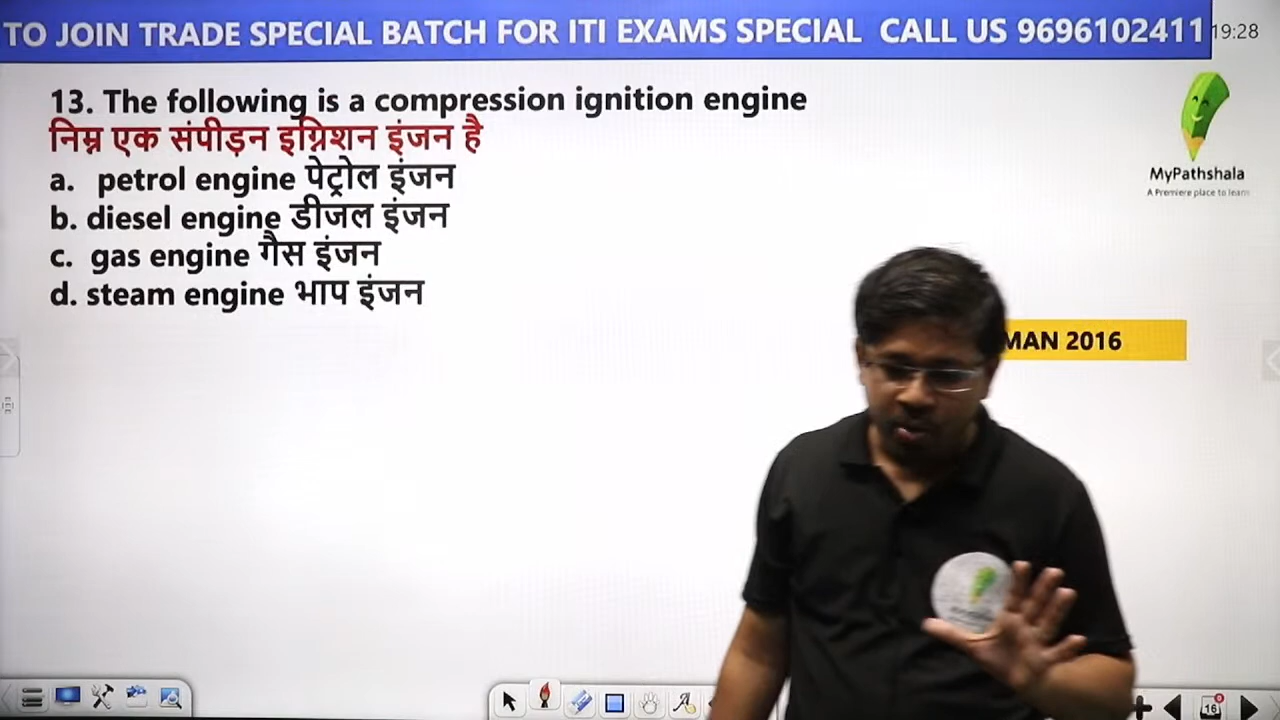 TO JOIN TRADE SPECIAL BATCH FOR ITI EXAMS SPECIAL CALL US 9696102411
19:28
13. The following is a compression ignition engine
निम्न एक संपीड़न इग्निशन इंजन है
a. petrol engine पेट्रोल इंजन
b. diesel engine डीजल इंजन
c. gas engine गैस इंजन
d. steam engine भाप इंजन
MyPathshala
A Premiere place to learn
MAN 2016
16